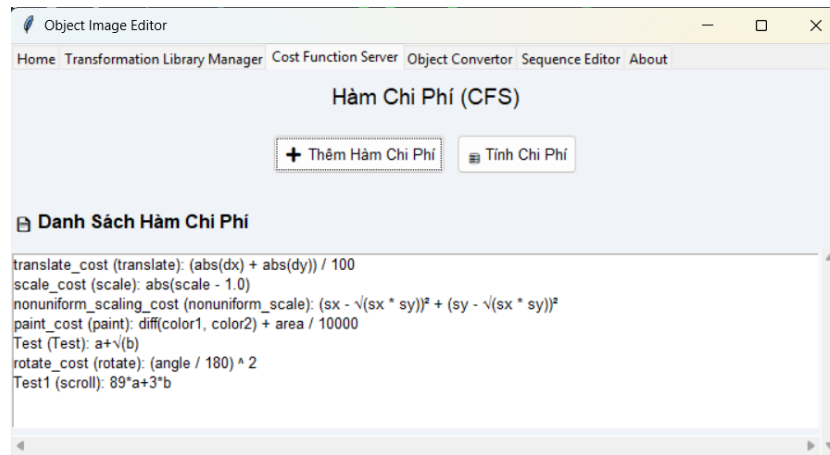 Object Image Editor
Home Transformation Library Manager Cost Function Server Object Convertor Sequence Editor About
Hàm Chi Phí (CFS)
Thêm Hàm Chi Phí Tính Chi Phí
Danh Sách Hàm Chi Phí
translate_cost (translate): (abs(dx) + abs(dy)) / 100
scale_cost (scale): abs(scale - 1.0)
nonuniform_scaling_cost (nonuniform_scale): (sx - √(sx * sy))² + (sy - √(sx * sy))²
paint_cost (paint): diff(color1, color2) + area / 10000
Test (Test): a+√(b)
rotate_cost (rotate): (angle / 180) ^ 2
Test1 (scroll): 89*a+3*b